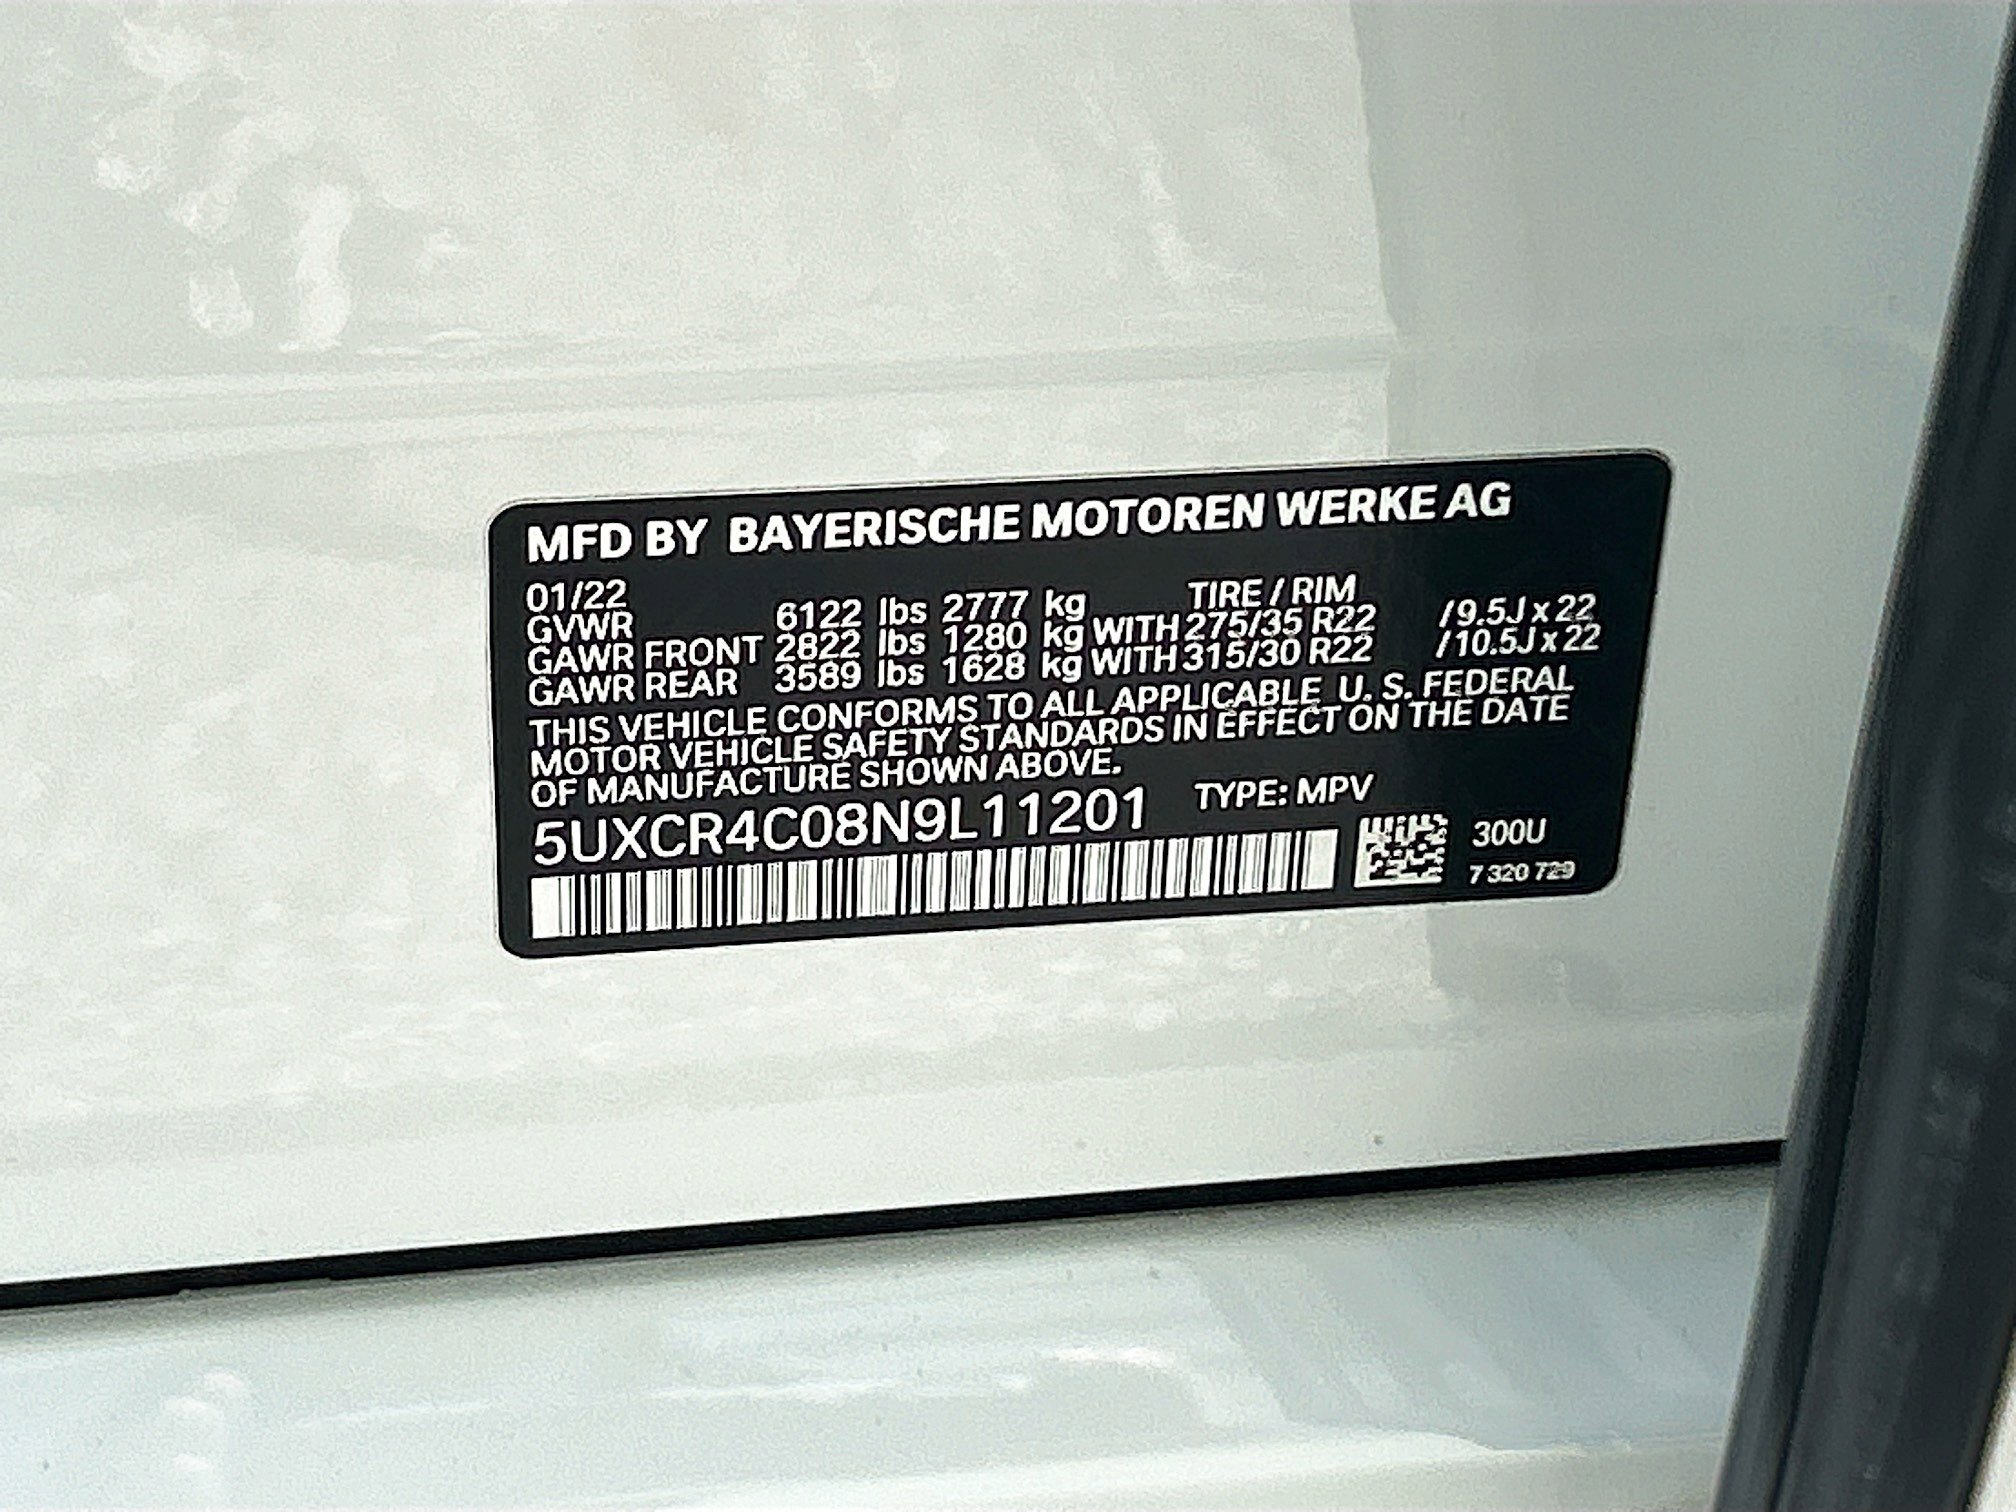 MFD BY BAYERISCHE MOTOREN WERKE AG
01/22 TIRE / RIM
GVWR 6122 lbs 2777 kg
GAWR FRONT 2822 lbs 1280 kg WITH 275/35 R22 /9.5J x 22
GAWR REAR 3589 lbs 1628 kg WITH 315/30 R22 /10.5J x 22
THIS VEHICLE CONFORMS TO ALL APPLICABLE U. S. FEDERAL
MOTOR VEHICLE SAFETY STANDARDS IN EFFECT ON THE DATE
OF MANUFACTURE SHOWN ABOVE.
5UXCR4C08N9L11201 TYPE: MPV
300U
7 320 729